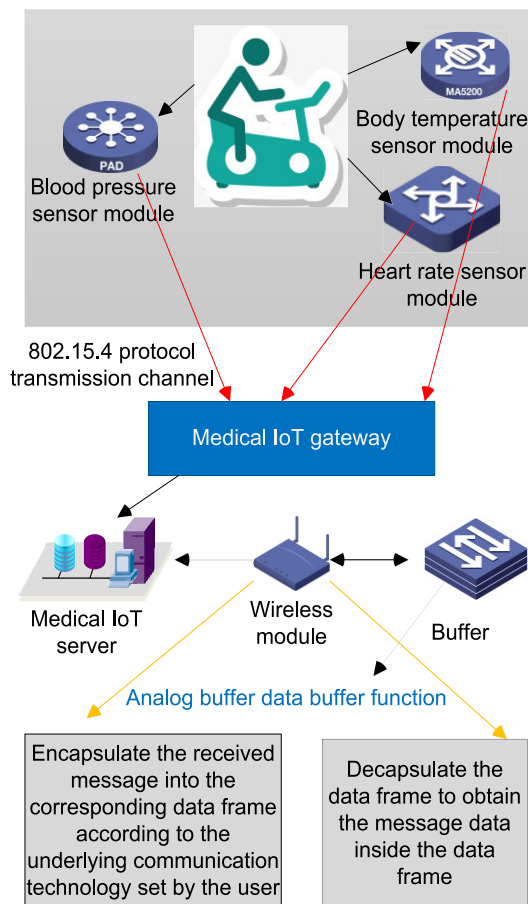 MA5200
Body temperature
sensor module
PAD
Blood pressure
sensor module
Heart rate sensor
module
802.15.4 protocol
transmission channel
Medical IoT gateway
Medical IoT
server
Wireless
module
Buffer
Analog buffer data buffer function
Encapsulate the received
message into the
corresponding data frame
according to the
underlying communication
technology set by the user
Decapsulate the
data frame to obtain
the message data
inside the data
frame